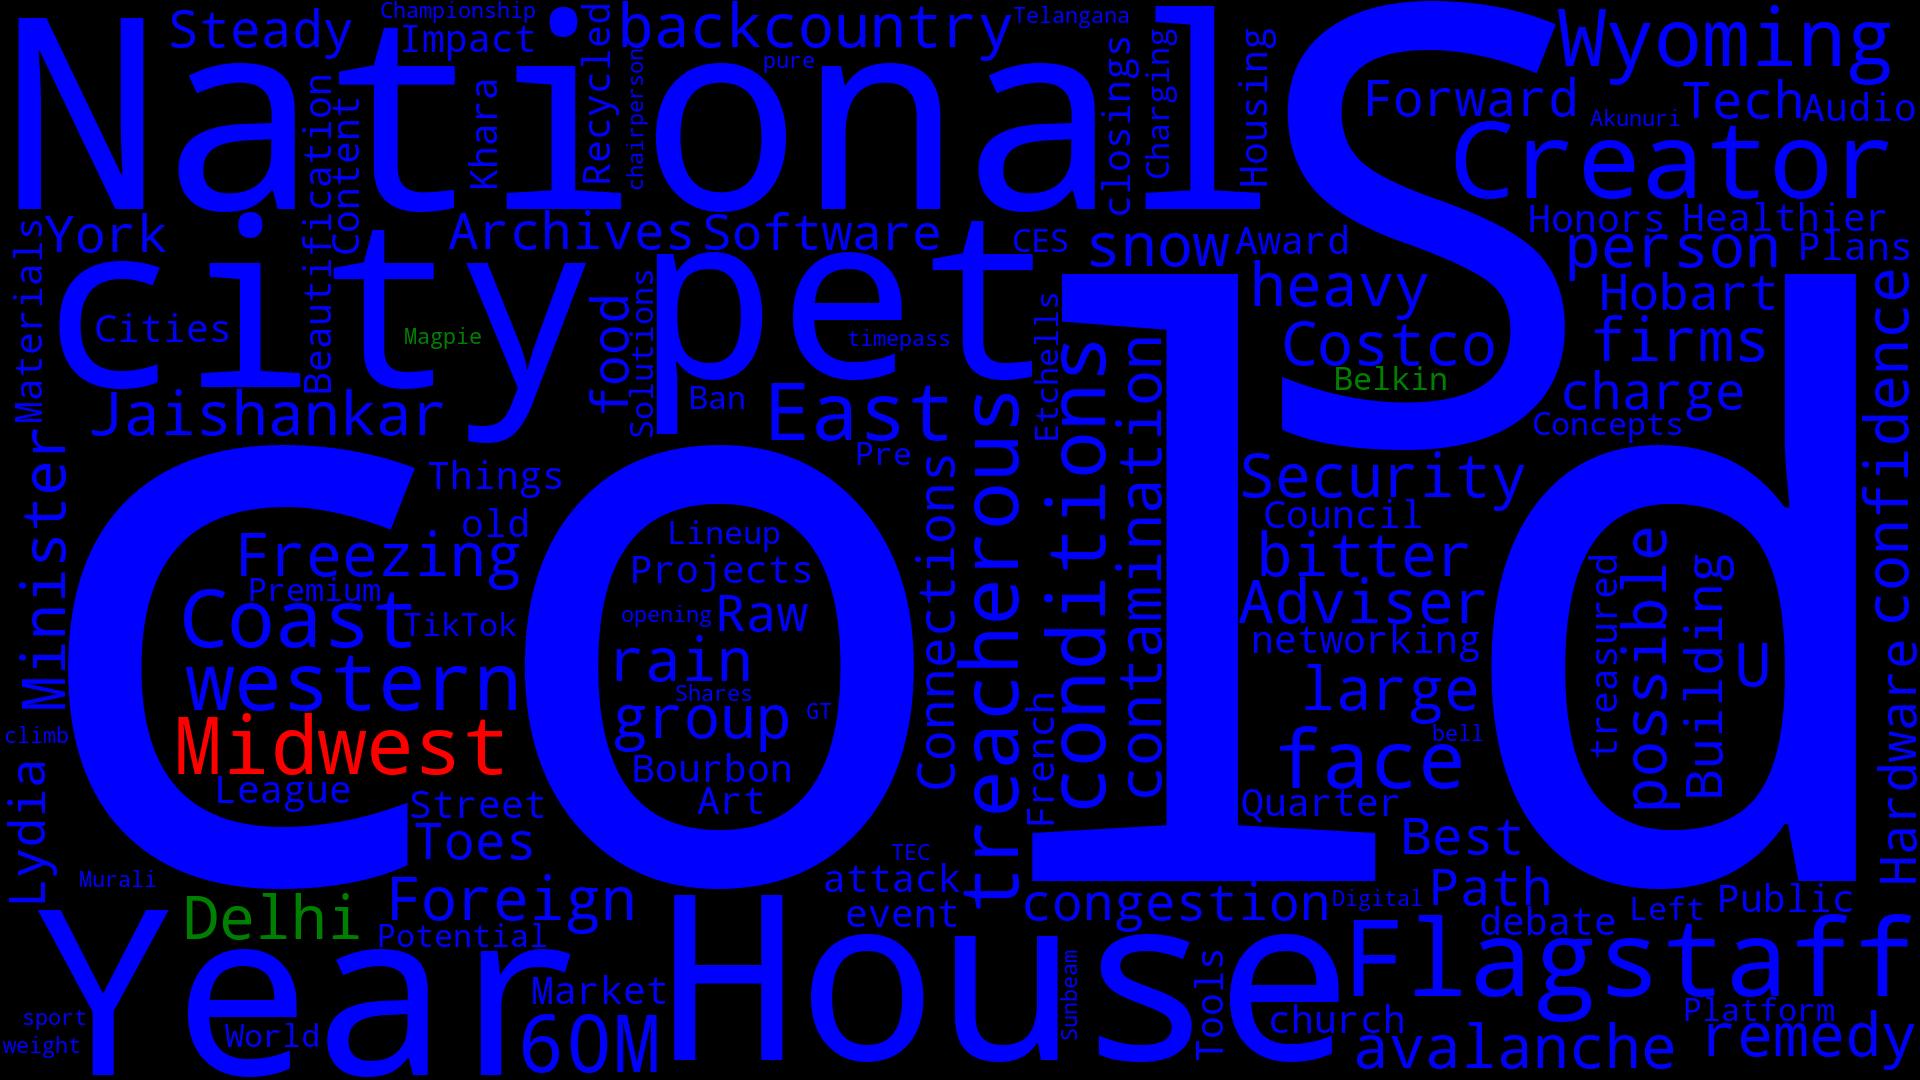 Championship
Telangana
Steady
Impact
backcountry
Wyoming
National
S
pure
Khara
Recycled
chairperson
closings
Charging
Housing
Forward
Tech
Audio
Akunuri
Creator
Beautification
Content
York
Archives
Software
CES
snow
Award
Honors
Healthier
person
Plans
Materials
city
pet
heavy
Hobart
Cities
Magpie
food
Solutions
timepass
Etchells
Costco
firms
Belkin
confidence
Jaishankar
Ban
East
charge
Concepts
Pre
cold
Minister
Things
old
treacherous
conditions
contamination
Security
Council
Freezing
Lineup
Projects
Connections
bitter
Premium
Adviser
treasured
possible
Building
Coast
TikTok
opening
Raw
networking
U
western
rain
Shares
large
Hardware
Midwest
group
GT
French
face
bell
climb
League
Bourbon
Art
Quarter
Lydia
Street
Toes
Best
Murali
TEC
attack
Path
Delhi
Foreign
event
congestion
Digital
debate
Left
Public
Potential
Year
House
Flagstaff
Market
Sunbeam
Tools
sport
World
60M
church
Platform
weight
avalanche
remedy